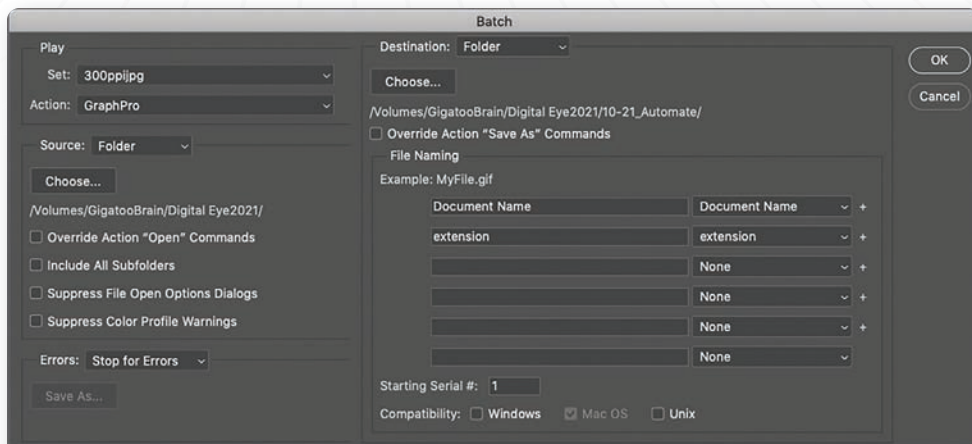 Batch
Play
Set: 300ppijpg
Action: GraphPro
Source: Folder
Choose...
/Volumes/GigatooBrain/Digital Eye2021/
Override Action "Open" Commands
Include All Subfolders
Suppress File Open Options Dialogs
Suppress Color Profile Warnings
Errors: Stop for Errors
Save As...
Destination: Folder
Choose...
/Volumes/GigatooBrain/Digital Eye2021/10-21_Automate/
Override Action "Save As" Commands
File Naming
Example: MyFile.gif
Document Name Document Name +
extension extension +
None +
None +
None +
None
Starting Serial #: 1
Compatibility: Windows Mac OS Unix
OK
Cancel